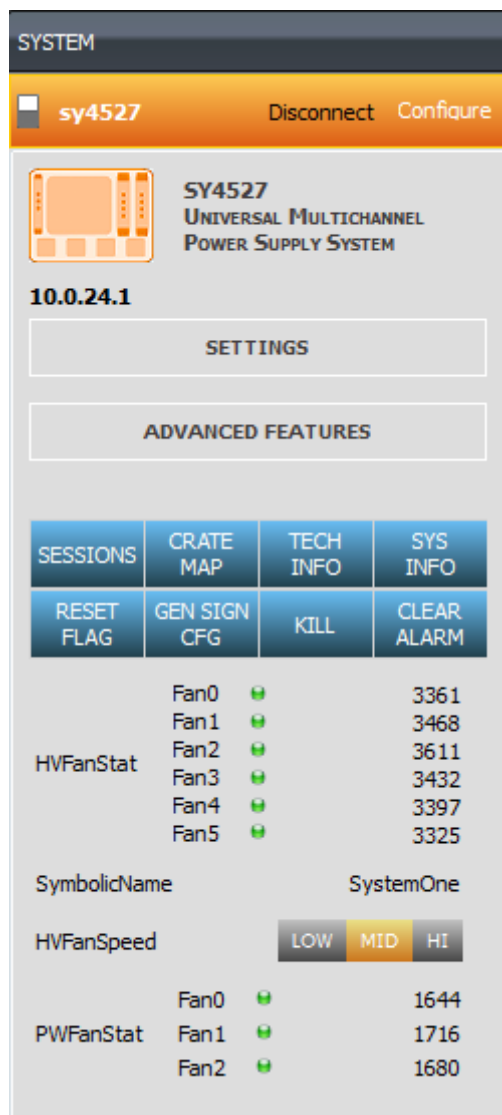 SYSTEM
sy4527 Disconnect Configure
SY4527
UNIVERSAL MULTICHANNEL
POWER SUPPLY SYSTEM
10.0.24.1
SETTINGS
ADVANCED FEATURES
SESSIONS
CRATE
MAP
TECH
INFO
SYS
INFO
RESET
FLAG
GEN SIGN
CFG
KILL
CLEAR
ALARM
HVFanStat
Fan0 3361
Fan1 3468
Fan2 3611
Fan3 3432
Fan4 3397
Fan5 3325
SymbolicName SystemOne
HVFanSpeed LOW MID HI
PWFanStat
Fan0 1644
Fan1 1716
Fan2 1680